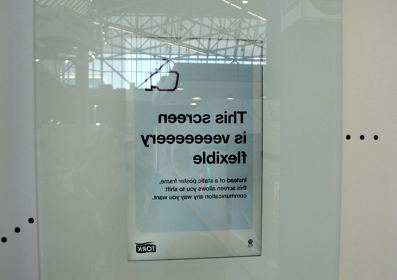 This screen
is veeeeeeery
flexible
Instead of a static poster frame,
this screen allows you to shift
communication any way you want.
TORK